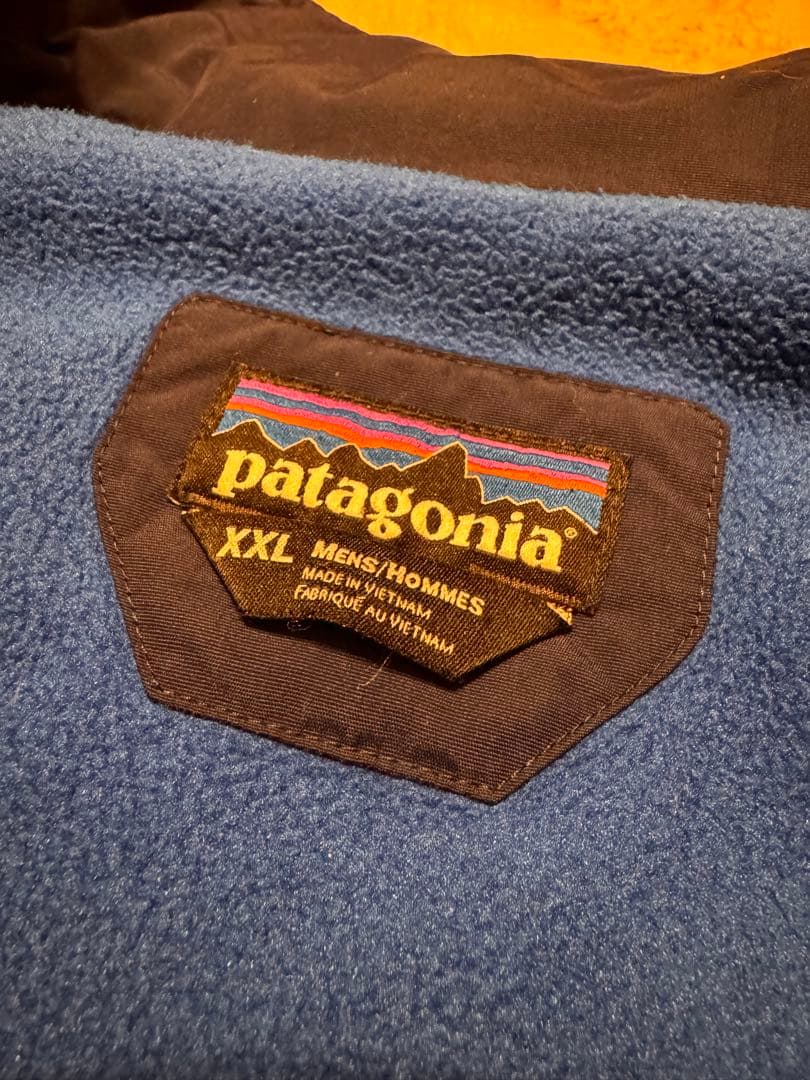 patagonia®
XXL MENS/HOMMES
MADE IN VIETNAM
FABRIQUÉ AU VIETNAM